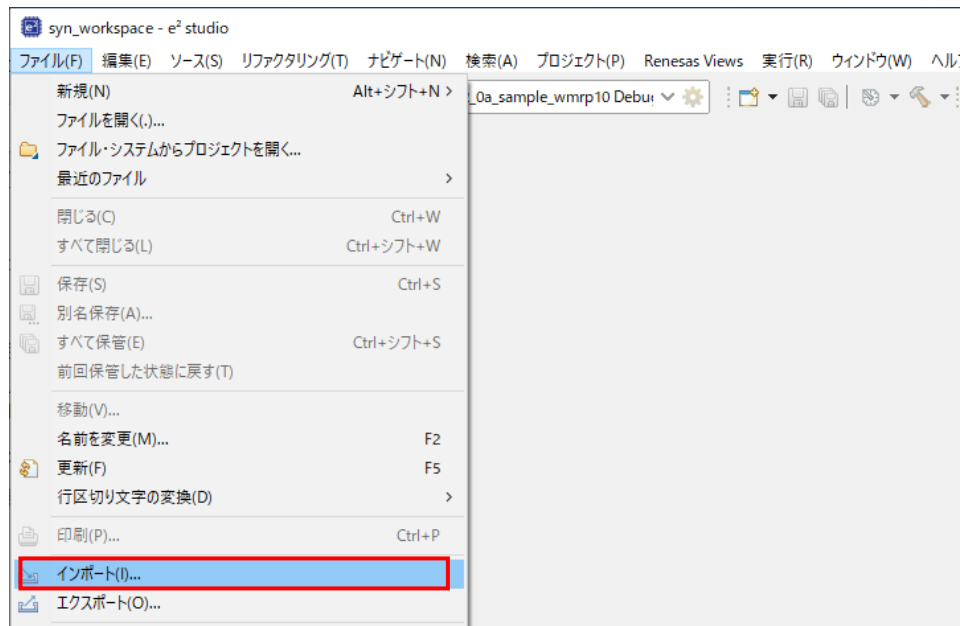 syn_workspace - e² studio
ファイル(F) 編集(E) ソース(S) リファクタリング(T) ナビゲート(N) 検索(A) プロジェクト(P) Renesas Views 実行(R) ウィンドウ(W) ヘル
新規(N) Alt+シフト+N >
_0a_sample_wmrp10 Debu
ファイルを開く(.)...
ファイル・システムからプロジェクトを開く...
最近のファイル >
閉じる(C) Ctrl+W
すべて閉じる(L) Ctrl+シフト+W
保存(S) Ctrl+S
別名保存(A)...
すべて保管(E) Ctrl+シフト+S
前回保管した状態に戻す(T)
移動(V)...
名前を変更(M)... F2
更新(F) F5
行区切り文字の変換(D) >
印刷(P)... Ctrl+P
インポート(I)...
エクスポート(O)...